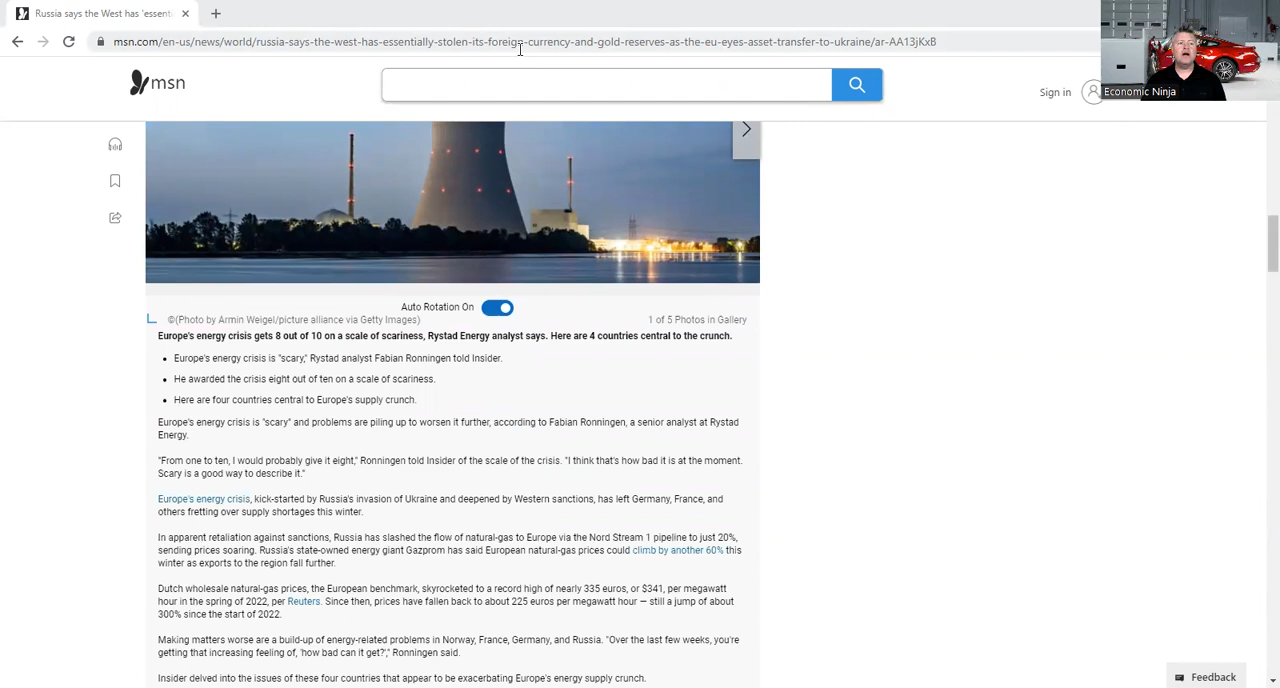 Russia says the West has 'essenti
msn.com/en-us/news/world/russia-says-the-west-has-essentially-stolen-its-foreign-currency-and-gold-reserves-as-the-eu-eyes-asset-transfer-to-ukraine/ar-AA13jKxB
msn
Sign in
Economic Ninja
Auto Rotation On
©(Photo by Armin Weigel/picture alliance via Getty Images)
1 of 5 Photos in Gallery
Europe's energy crisis gets 8 out of 10 on a scale of scariness, Rystad Energy analyst says. Here are 4 countries central to the crunch.
• Europe's energy crisis is "scary," Rystad analyst Fabian Ronningen told Insider.
• He awarded the crisis eight out of ten on a scale of scariness.
• Here are four countries central to Europe's supply crunch.
Europe's energy crisis is "scary" and problems are piling up to worsen it further, according to Fabian Ronningen, a senior analyst at Rystad
Energy.
"From one to ten, I would probably give it eight," Ronningen told Insider of the scale of the crisis. "I think that's how bad it is at the moment.
Scary is a good way to describe it."
Europe's energy crisis, kick-started by Russia's invasion of Ukraine and deepened by Western sanctions, has left Germany, France, and
others fretting over supply shortages this winter.
In apparent retaliation against sanctions, Russia has slashed the flow of natural-gas to Europe via the Nord Stream 1 pipeline to just 20%,
sending prices soaring. Russia's state-owned energy giant Gazprom has said European natural-gas prices could climb by another 60% this
winter as exports to the region fall further.
Dutch wholesale natural-gas prices, the European benchmark, skyrocketed to a record high of nearly 335 euros, or $341, per megawatt
hour in the spring of 2022, per Reuters. Since then, prices have fallen back to about 225 euros per megawatt hour — still a jump of about
300% since the start of 2022.
Making matters worse are a build-up of energy-related problems in Norway, France, Germany, and Russia. "Over the last few weeks, you're
getting that increasing feeling of, 'how bad can it get?'," Ronningen said.
Insider delved into the issues of these four countries that appear to be exacerbating Europe's energy supply crunch.
Feedback